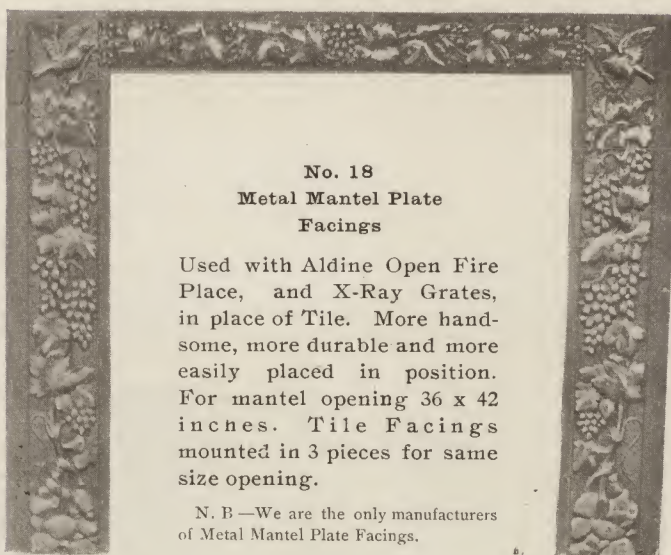 No. 18
Metal Mantel Plate
Facings
Used with Aldine Open Fire
Place, and X-Ray Grates,
in place of Tile. More hand-
some, more durable and more
easily placed in position.
For mantel opening 36 x 42
inches. Tile Facings
mounted in 3 pieces for same
size opening.
N. B—We are the only manufacturers
of Metal Mantel Plate Facings.